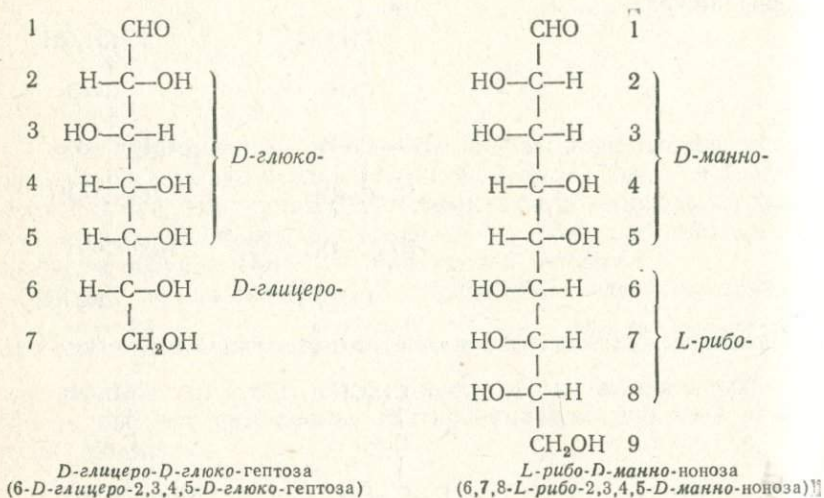 1 CHO
2 H—C—OH
3 HO—C—H
D-глюко-
4 H—C—OH
5 H—C—OH
6 H—C—OH D-глицеро-
7 CH₂OH
D-глицеро-D-глюко-гептоза
(6-D-глицеро-2,3,4,5-D-глюко-гептоза)
CHO 1
HO—C—H 2
HO—C—H 3
D-манно-
H—C—OH 4
H—C—OH 5
HO—C—H 6
HO—C—H 7 L-рибо-
HO—C—H 8
CH₂OH 9
L-рибо-D-манно-ноноза
(6,7,8-L-рибо-2,3,4,5-D-манно-ноноза)